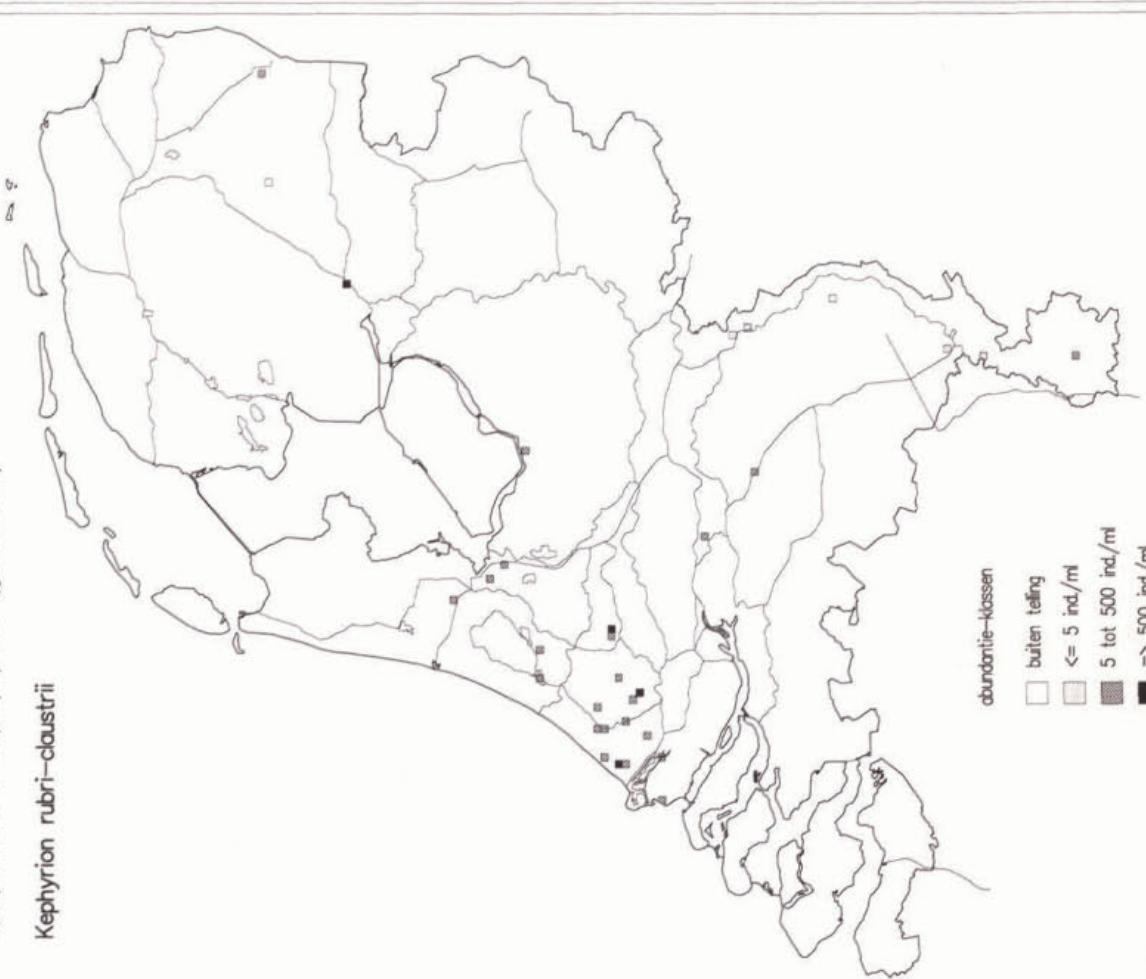 Kephyrion rubri-claustrii
abundantie-klassen
buiten telling
<= 5 ind./ml
5 tot 500 ind./ml
=> 500 ind./ml